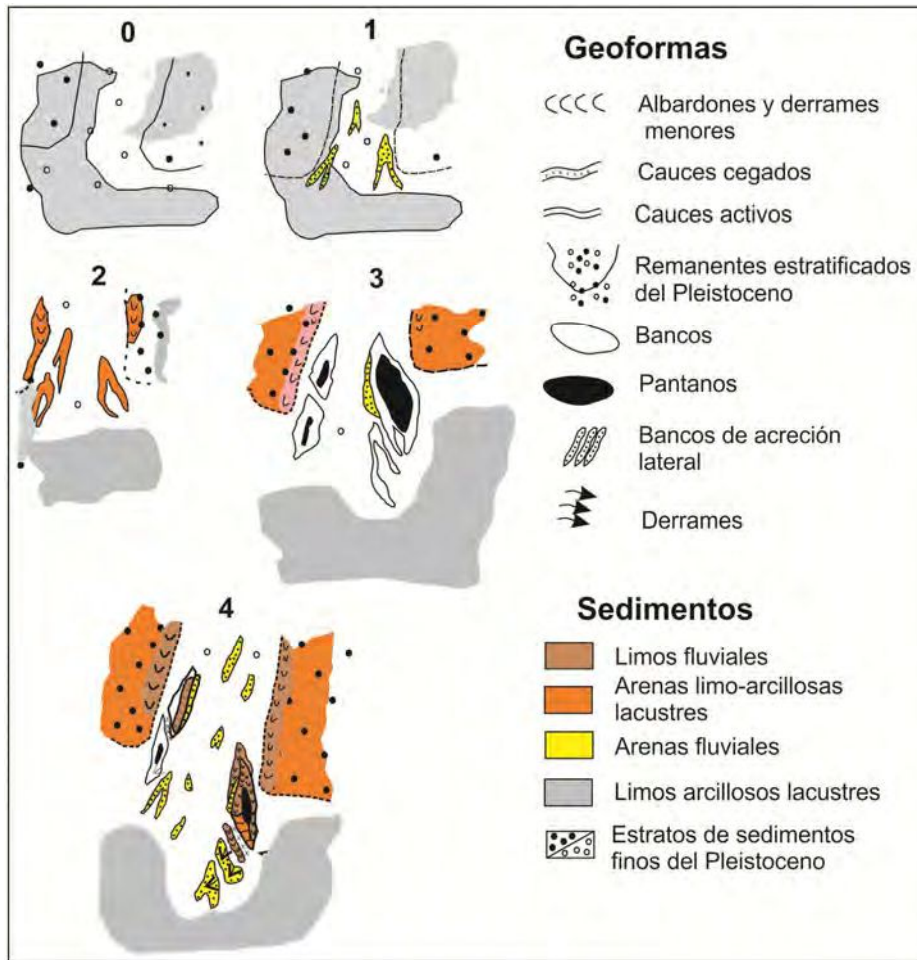 0
1
2
3
4
Geoformas
Albardones y derrames
menores
Cauces cegados
Cauces activos
Remanentes estratificados
del Pleistoceno
Bancos
Pantanos
Bancos de acreción
lateral
Derrames
Sedimentos
Limos fluviales
Arenas limo-arcillosas
lacustres
Arenas fluviales
Limos arcillosos lacustres
Estratos de sedimentos
finos del Pleistoceno